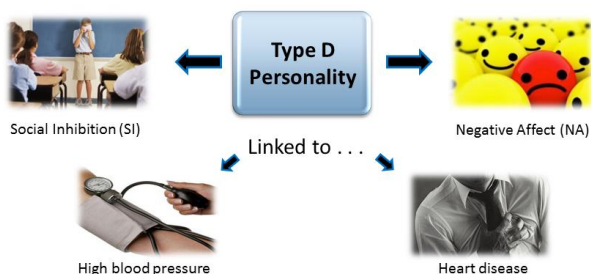 Type D
Personality
Social Inhibition (SI)
Negative Affect (NA)
Linked to . . .
High blood pressure
Heart disease